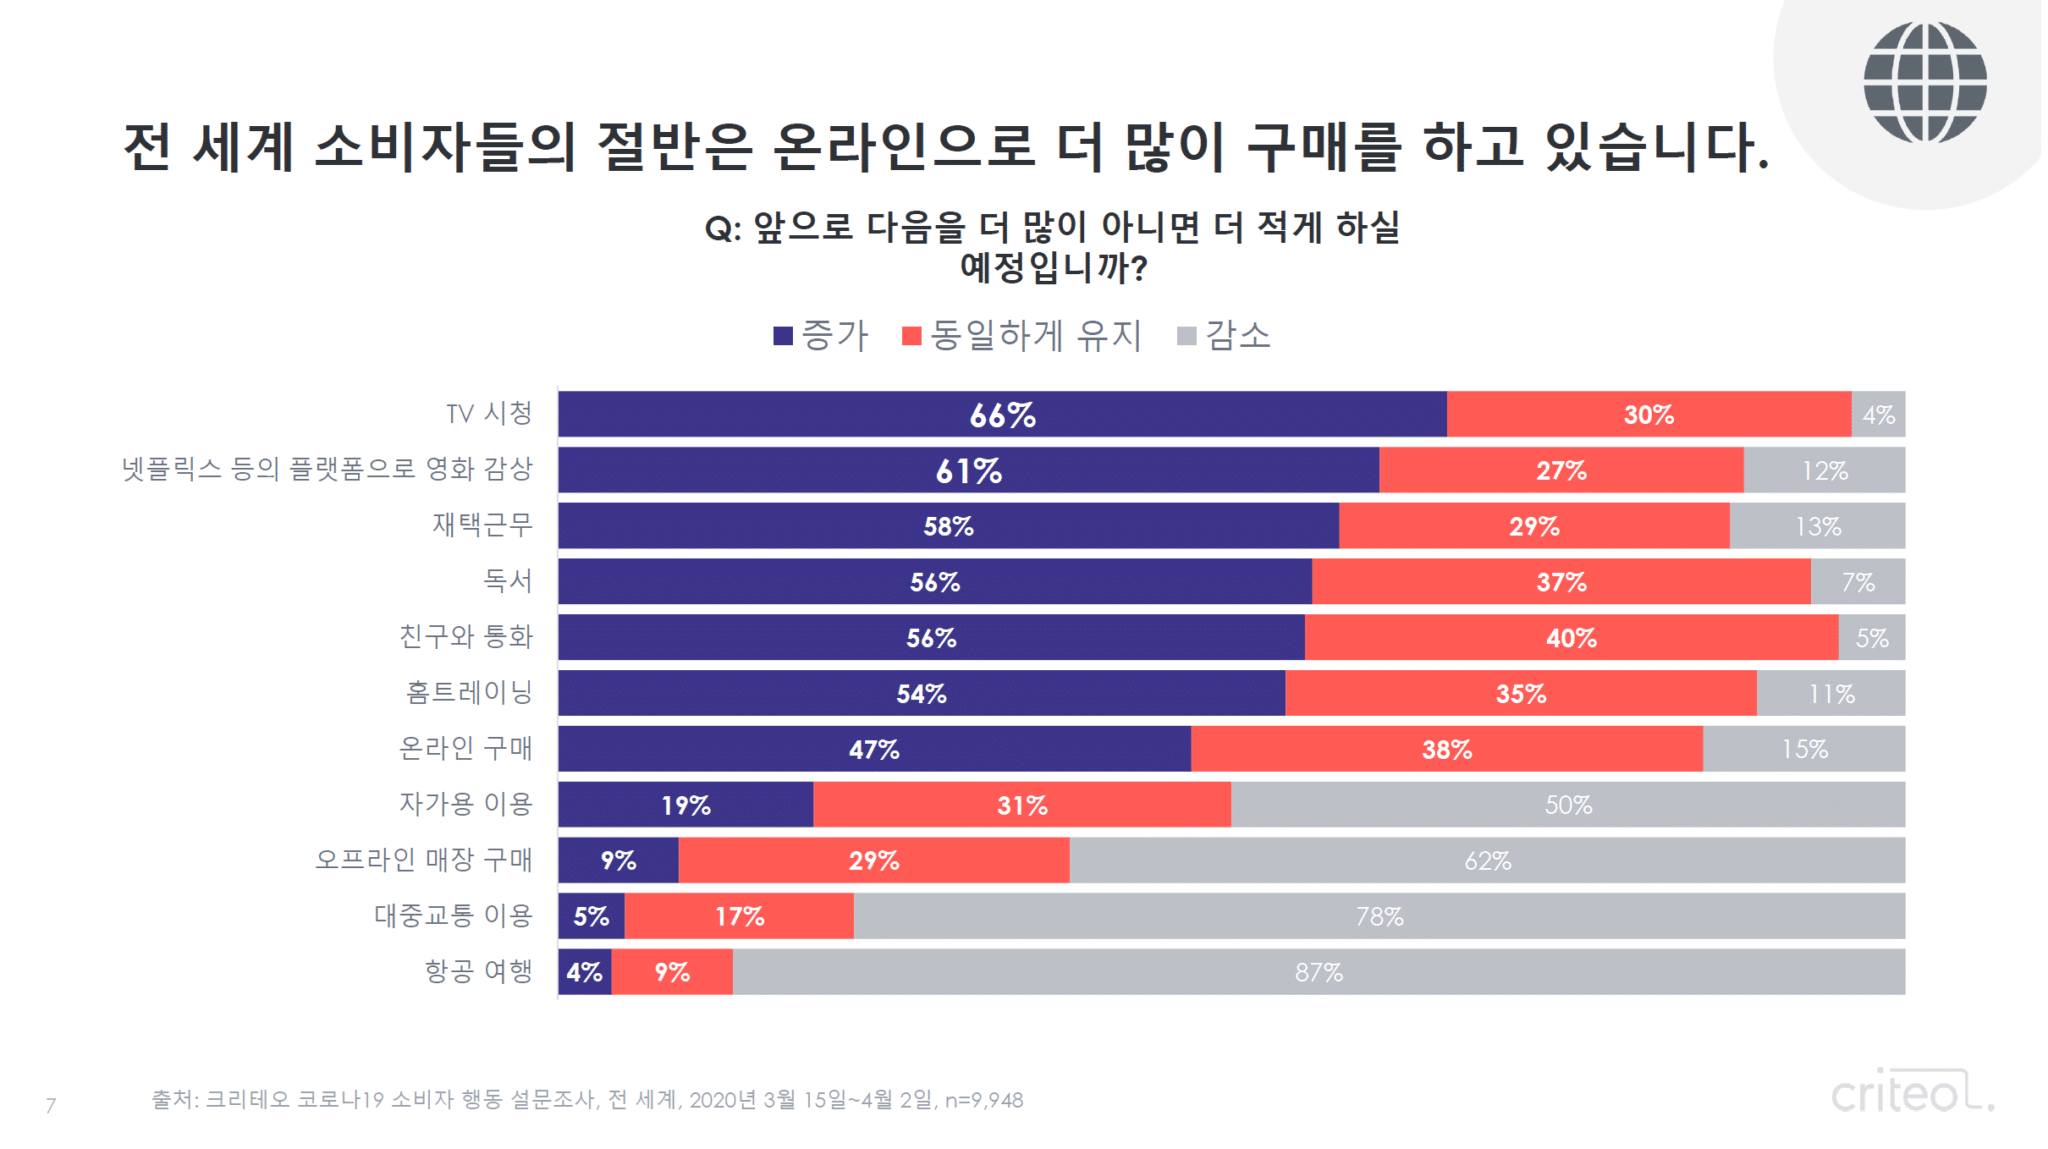 전 세계 소비자들의 절반은 온라인으로 더 많이 구매를 하고 있습니다.
Q: 앞으로 다음을 더 많이 아니면 더 적게 하실
예정입니까?
증가 동일하게 유지 감소
TV 시청 66% 30% 4%
넷플릭스 등의 플랫폼으로 영화 감상 61% 27% 12%
재택근무 58% 29% 13%
독서 56% 37% 7%
친구와 통화 56% 40% 5%
홈트레이닝 54% 35% 11%
온라인 구매 47% 38% 15%
자가용 이용 19% 31% 50%
오프라인 매장 구매 9% 29% 62%
대중교통 이용 5% 17% 78%
항공 여행 4% 9% 87%
7 출처: 크리테오 코로나19 소비자 행동 설문조사, 전 세계, 2020년 3월 15일~4월 2일, n=9,948
criteo